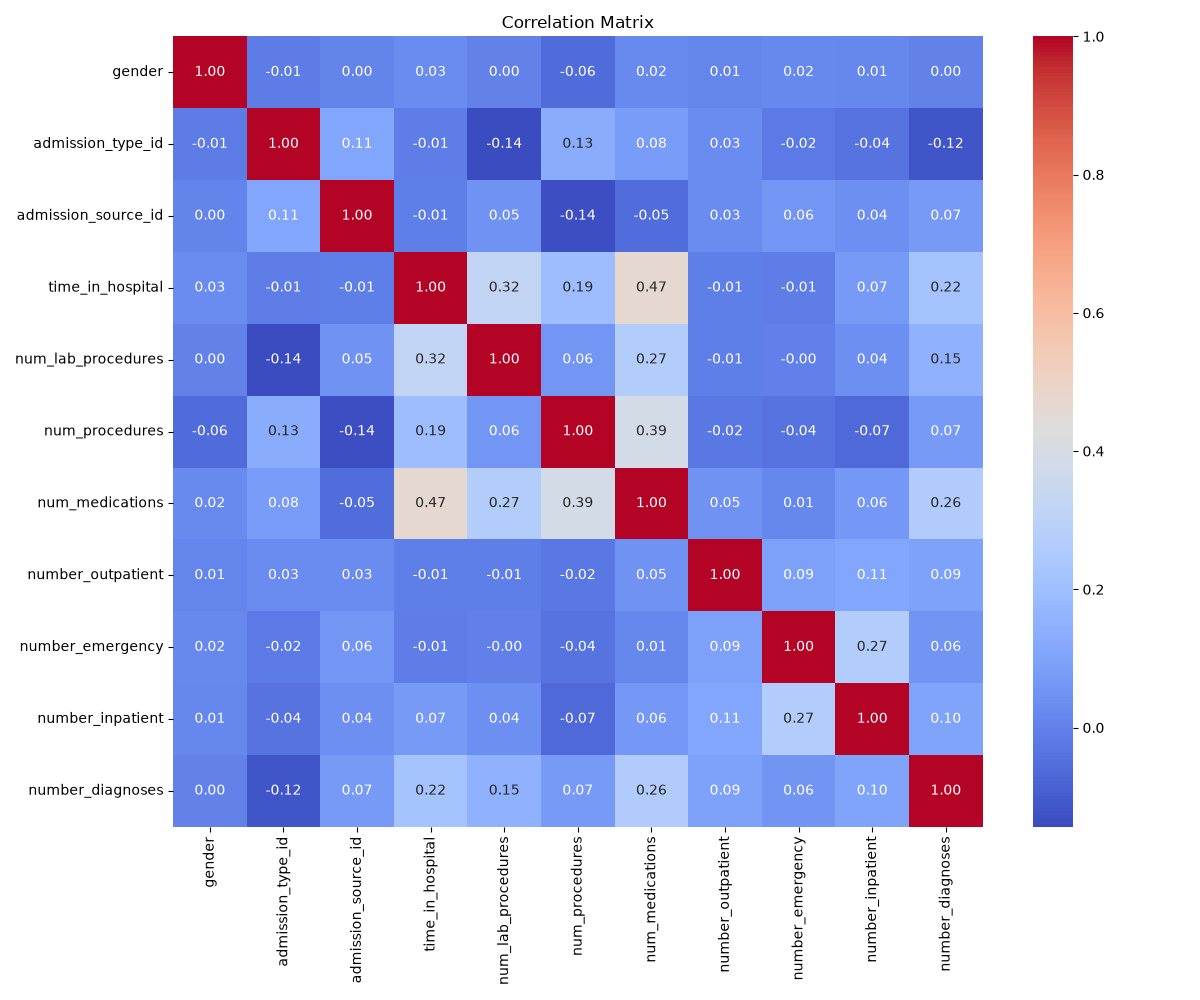 Correlation Matrix
gender 1.00 -0.01 0.00 0.03 0.00 -0.06 0.02 0.01 0.02 0.01 0.00
admission_type_id -0.01 1.00 0.11 -0.01 -0.14 0.13 0.08 0.03 -0.02 -0.04 -0.12
admission_source_id 0.00 0.11 1.00 -0.01 0.05 -0.14 -0.05 0.03 0.06 0.04 0.07
time_in_hospital 0.03 -0.01 -0.01 1.00 0.32 0.19 0.47 -0.01 -0.01 0.07 0.22
num_lab_procedures 0.00 -0.14 0.05 0.32 1.00 0.06 0.27 -0.01 -0.00 0.04 0.15
num_procedures -0.06 0.13 -0.14 0.19 0.06 1.00 0.39 -0.02 -0.04 -0.07 0.07
num_medications 0.02 0.08 -0.05 0.47 0.27 0.39 1.00 0.05 0.01 0.06 0.26
number_outpatient 0.01 0.03 0.03 -0.01 -0.01 -0.02 0.05 1.00 0.09 0.11 0.09
number_emergency 0.02 -0.02 0.06 -0.01 -0.00 -0.04 0.01 0.09 1.00 0.27 0.06
number_inpatient 0.01 -0.04 0.04 0.07 0.04 -0.07 0.06 0.11 0.27 1.00 0.10
number_diagnoses 0.00 -0.12 0.07 0.22 0.15 0.07 0.26 0.09 0.06 0.10 1.00
gender
admission_type_id
admission_source_id
time_in_hospital
num_lab_procedures
num_procedures
num_medications
number_outpatient
number_emergency
number_inpatient
number_diagnoses
1.0
0.8
0.6
0.4
0.2
0.0